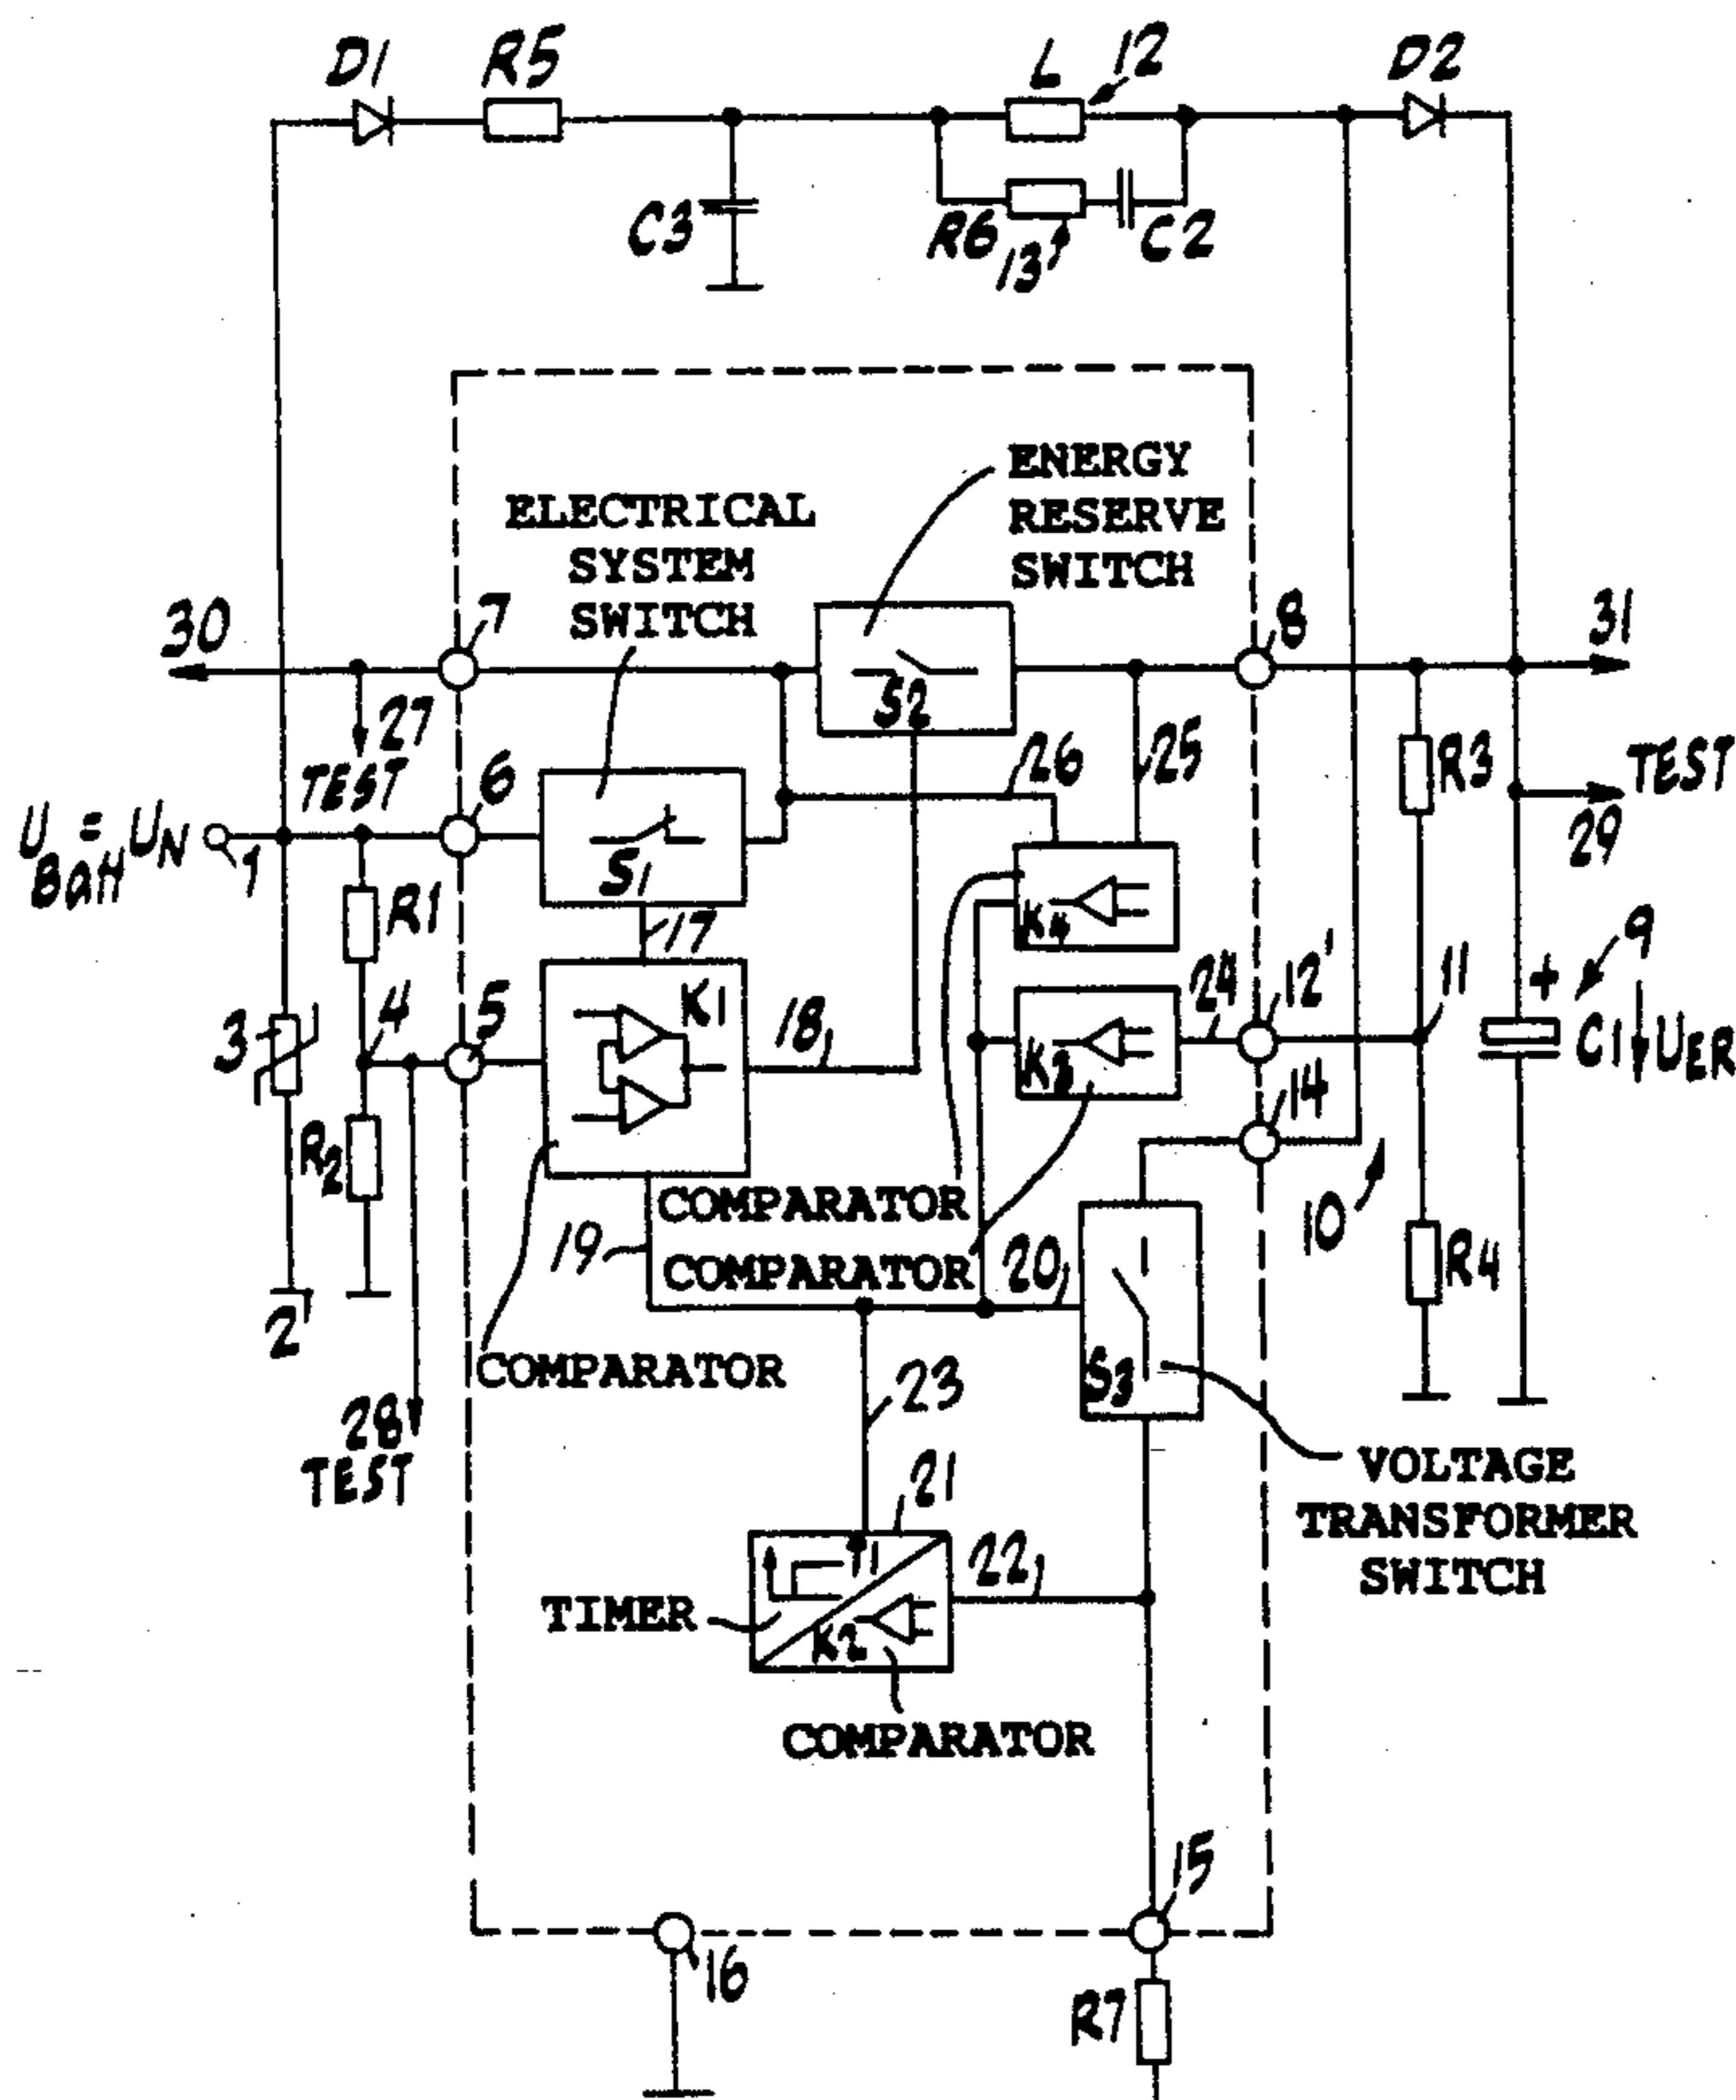 D1
R5
L
12
D2
C3
R6
13
C2
ENERGY
RESERVE
SWITCH
ELECTRICAL
SYSTEM
SWITCH
30
7
8
31
S2
27
TEST
6
26
25
R3
TEST
29
U = UN
Batt
1
S1
R1
17
K4
9
4
5
K1
18
24
12'
11
+
C1
UER
3
K3
14
R2
COMPARATOR
19
COMPARATOR
20
10
R4
2
COMPARATOR
23
S3
28
TEST
VOLTAGE
TRANSFORMER
SWITCH
21
T1
22
TIMER
K2
COMPARATOR
15
16
R7